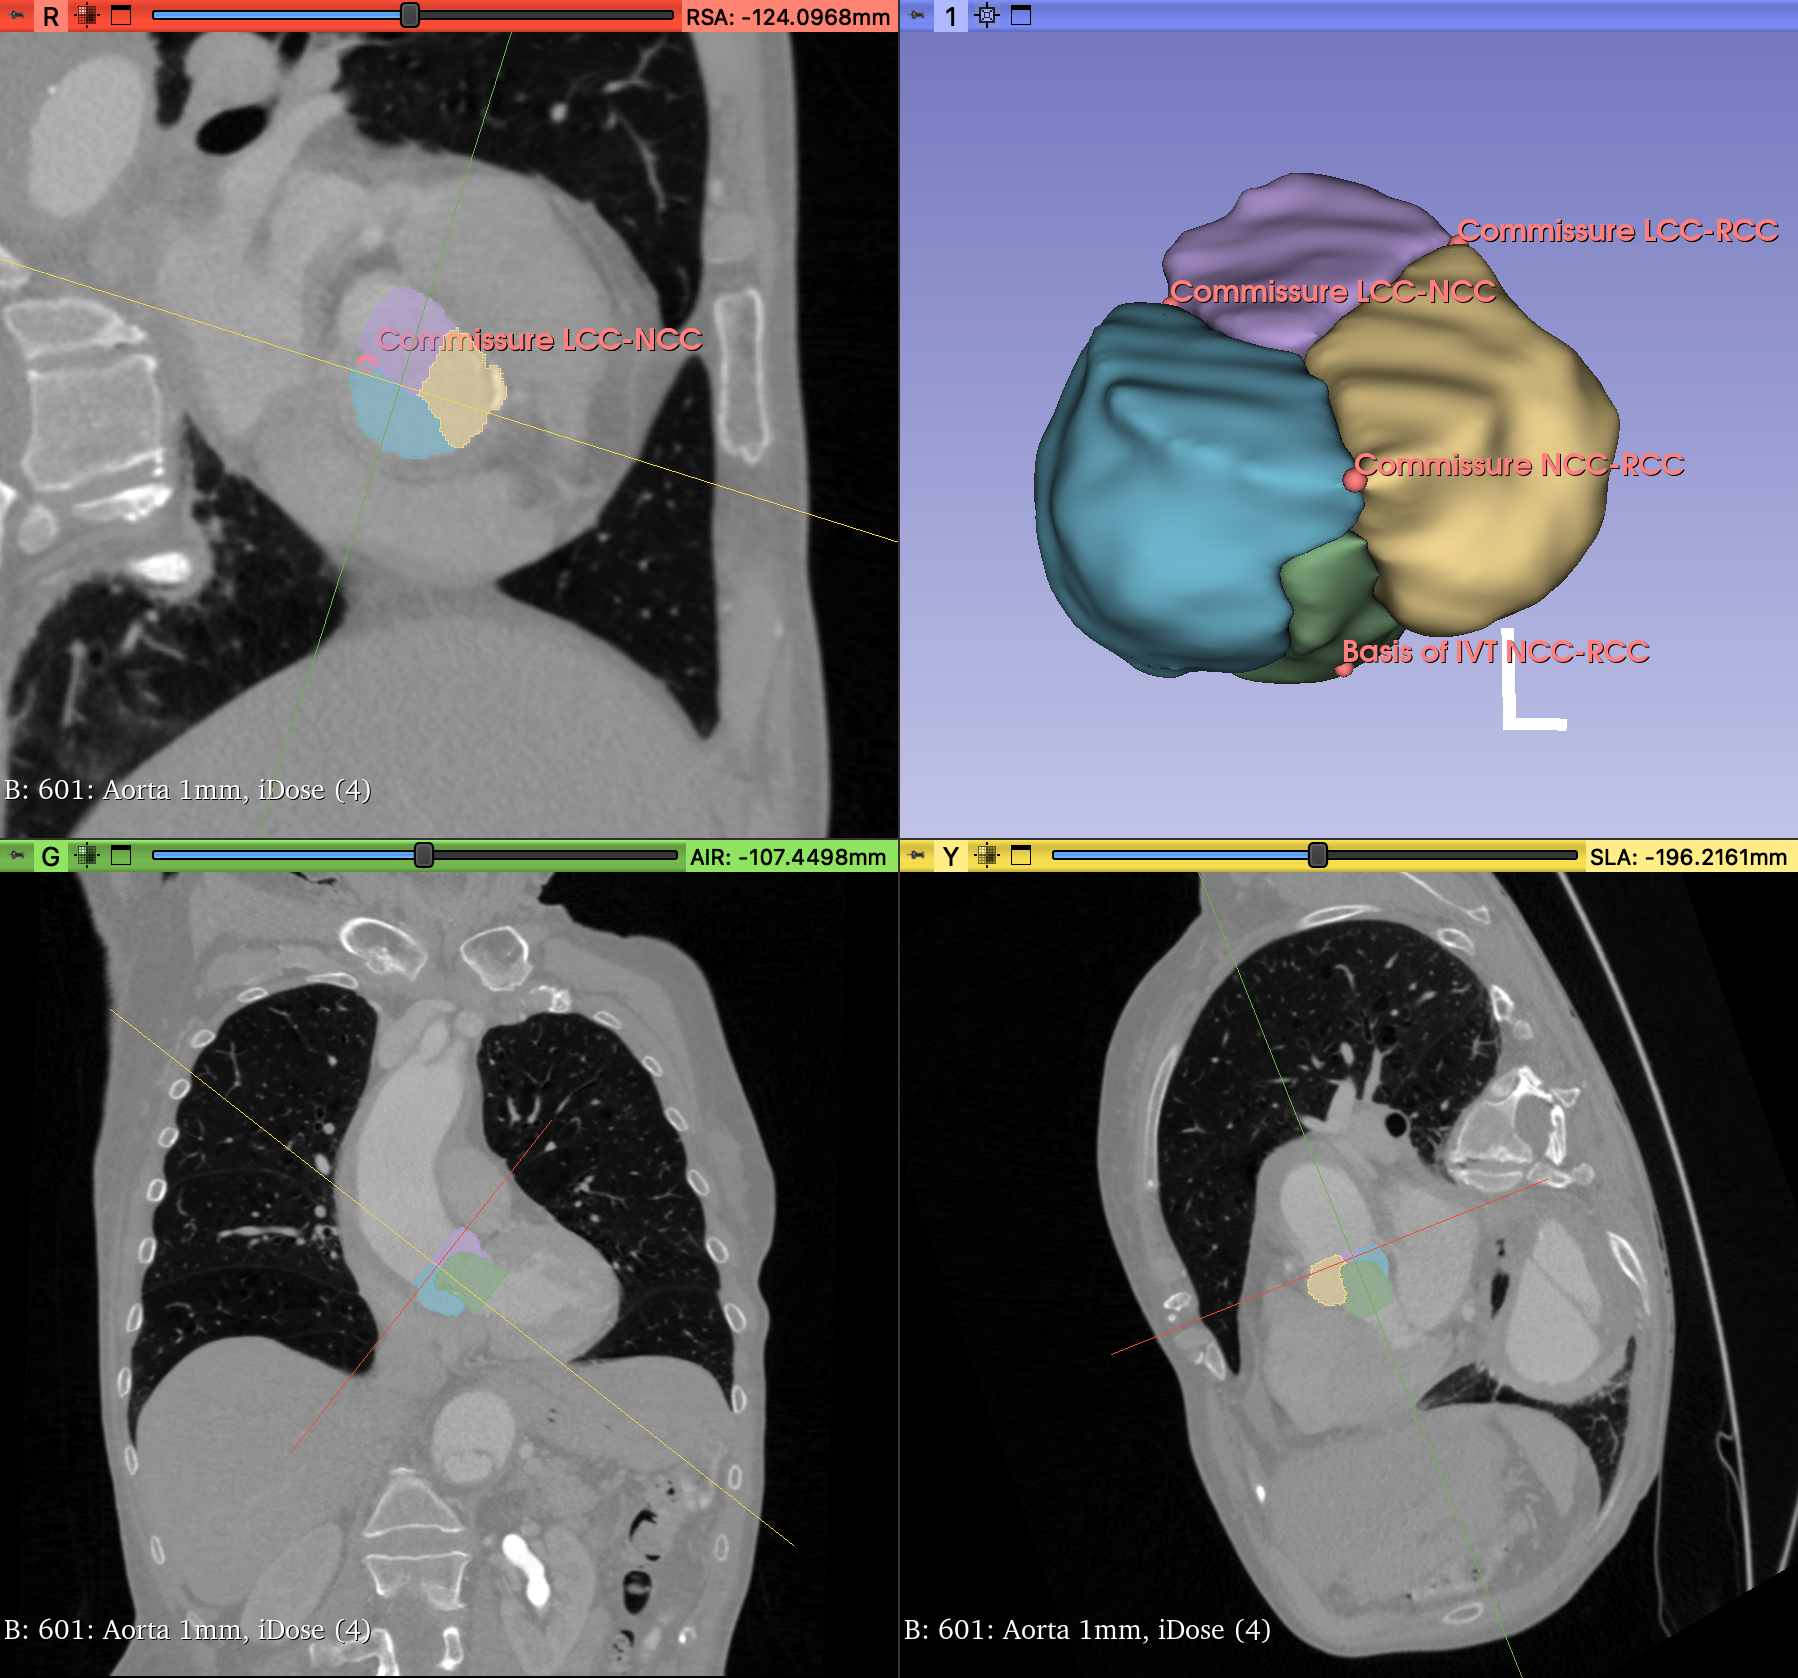 R
RSA: -124.0968mm
1
Commissure LCC-RCC
Commissure LCC-NCC
Commissure LCC-NCC
Commissure NCC-RCC
Basis of IVT NCC-RCC
L
B: 601: Aorta 1mm, iDose (4)
G
AIR: -107.4498mm
Y
SLA: -196.2161mm
B: 601: Aorta 1mm, iDose (4)
B: 601: Aorta 1mm, iDose (4)